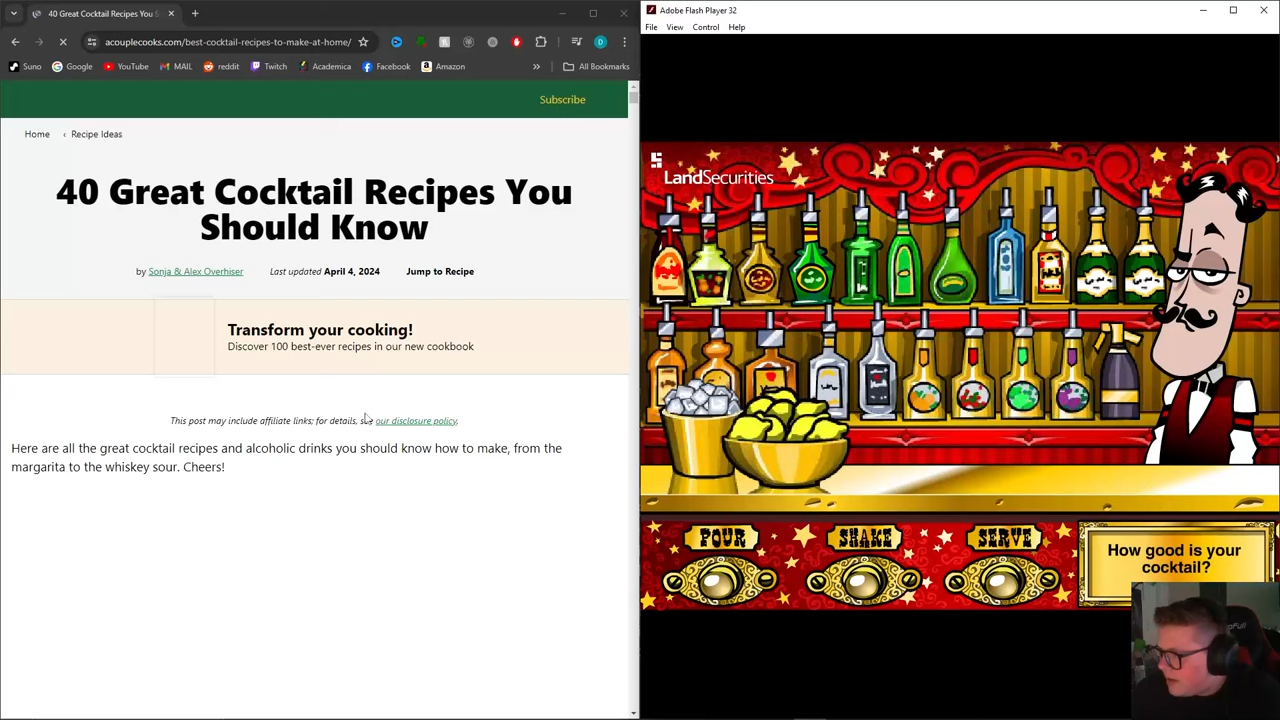 40 Great Cocktail Recipes You S
acouplecooks.com/best-cocktail-recipes-to-make-at-home/
D
Suno
Google
YouTube
MAIL
reddit
Twitch
Academica
Facebook
Amazon
»
All Bookmarks
Subscribe
Home ‹ Recipe Ideas
40 Great Cocktail Recipes You
Should Know
by Sonja & Alex Overhiser Last updated April 4, 2024 Jump to Recipe
Transform your cooking!
Discover 100 best-ever recipes in our new cookbook
This post may include affiliate links; for details, see our disclosure policy.
Here are all the great cocktail recipes and alcoholic drinks you should know how to make, from the
margarita to the whiskey sour. Cheers!
Adobe Flash Player 32
File View Control Help
LandSecurities
POUR
SHAKE
SERVE
How good is your
cocktail?